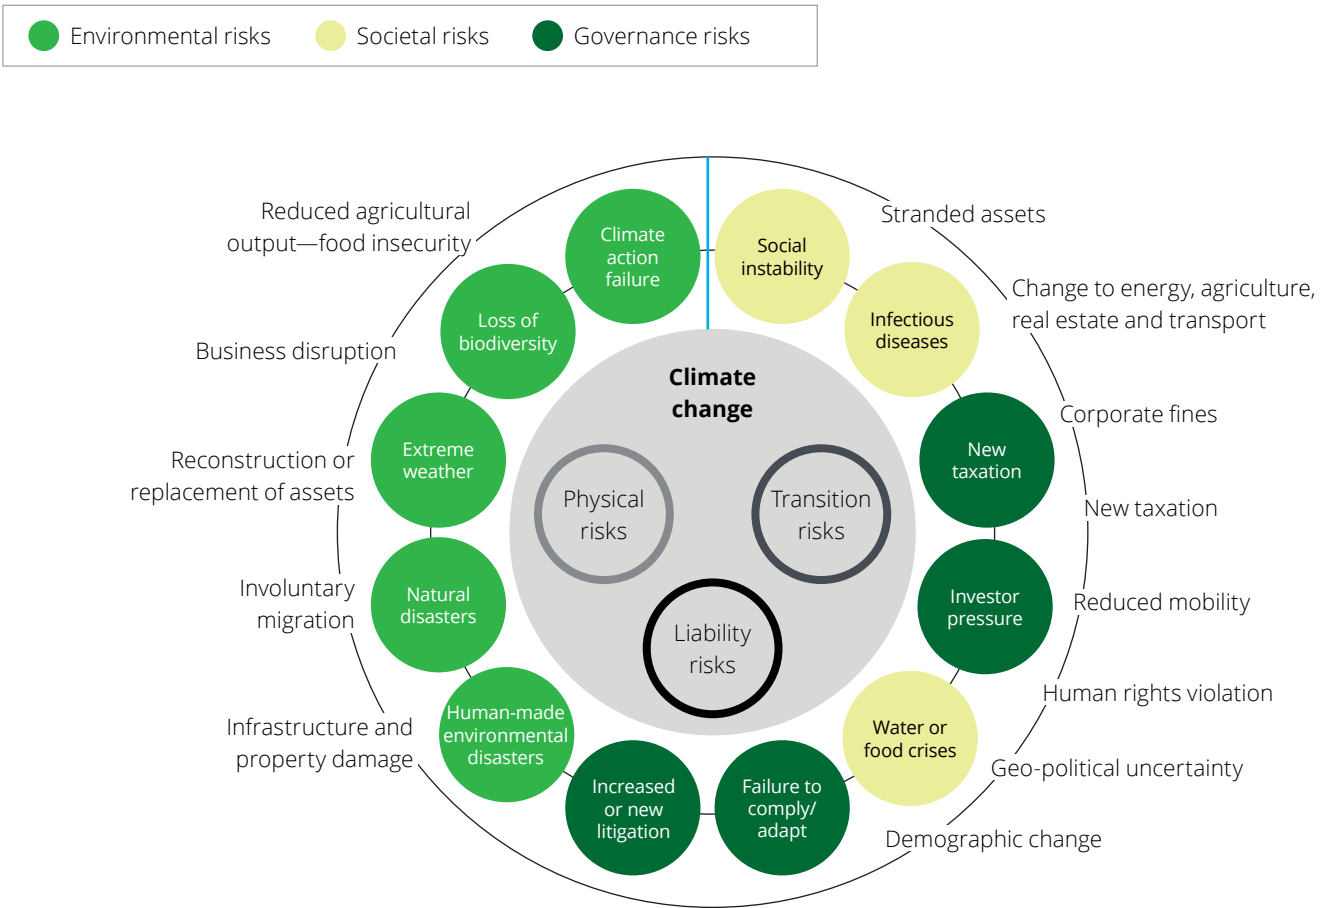 Environmental risks
Societal risks
Governance risks
Reduced agricultural
output—food insecurity
Business disruption
Reconstruction or
replacement of assets
Involuntary
migration
Infrastructure and
property damage
Climate
action
failure
Loss of
biodiversity
Extreme
weather
Natural
disasters
Human-made
environmental
disasters
Increased
or new
litigation
Failure to
comply/
adapt
Water or
food crises
Investor
pressure
New
taxation
Infectious
diseases
Social
instability
Climate
change
Physical
risks
Transition
risks
Liability
risks
Stranded assets
Change to energy, agriculture,
real estate and transport
Corporate fines
New taxation
Reduced mobility
Human rights violation
Geo-political uncertainty
Demographic change